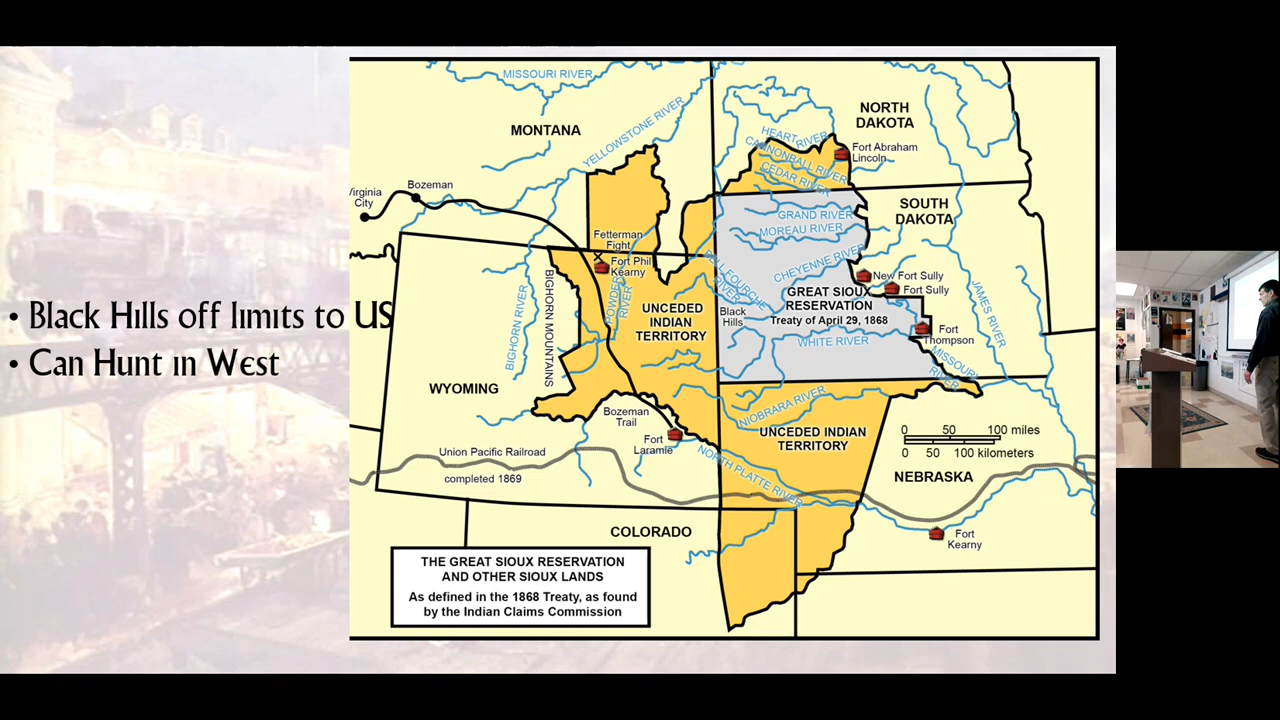 • Black Hills off limits to US
• Can Hunt in West
MISSOURI RIVER
MONTANA
YELLOWSTONE RIVER
NORTH
DAKOTA
HEART RIVER
CANNONBALL RIVER
CEDAR RIVER
Fort Abraham
Lincoln
Virginia
City
Bozeman
SOUTH
DAKOTA
GRAND RIVER
MOREAU RIVER
Fetterman
Fight
Fort Phil
Kearny
CHEYENNE RIVER
New Fort Sully
Fort Sully
BIGHORN RIVER
BIGHORN MOUNTAINS
POWDER
RIVER
UNCEDED
INDIAN
TERRITORY
FOURCHE
RIVER
Black
Hills
GREAT SIOUX
RESERVATION
Treaty of April 29, 1868
WHITE RIVER
Fort
Thompson
JAMES RIVER
MISSOURI
RIVER
WYOMING
NIOBRARA RIVER
Bozeman
Trail
Fort
Laramie
UNCEDED INDIAN
TERRITORY
0 50 100 miles
0 50 100 kilometers
Union Pacific Railroad
completed 1869
NORTH PLATTE RIVER
NEBRASKA
COLORADO
Fort
Kearny
THE GREAT SIOUX RESERVATION
AND OTHER SIOUX LANDS
As defined in the 1868 Treaty, as found
by the Indian Claims Commission